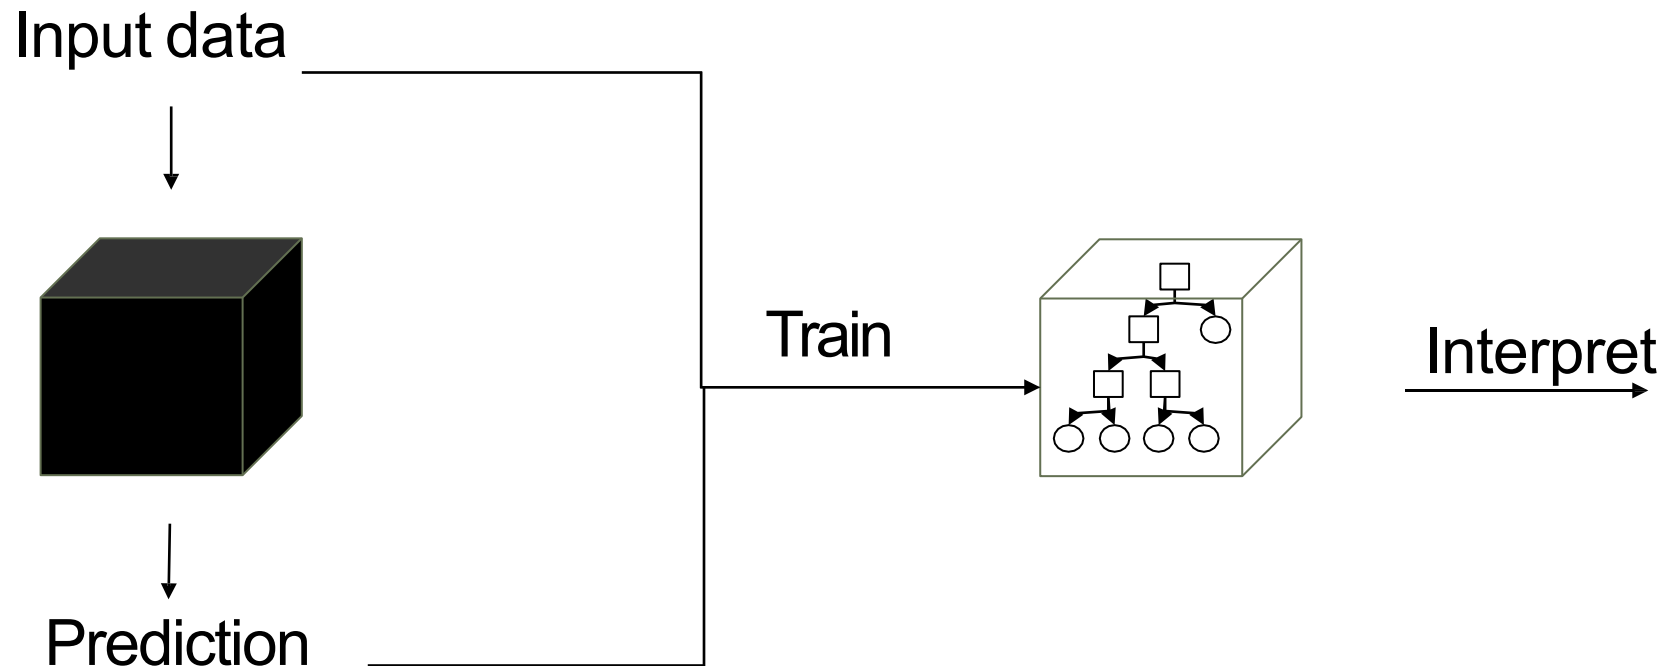 Input data
Train
Interpret
Prediction